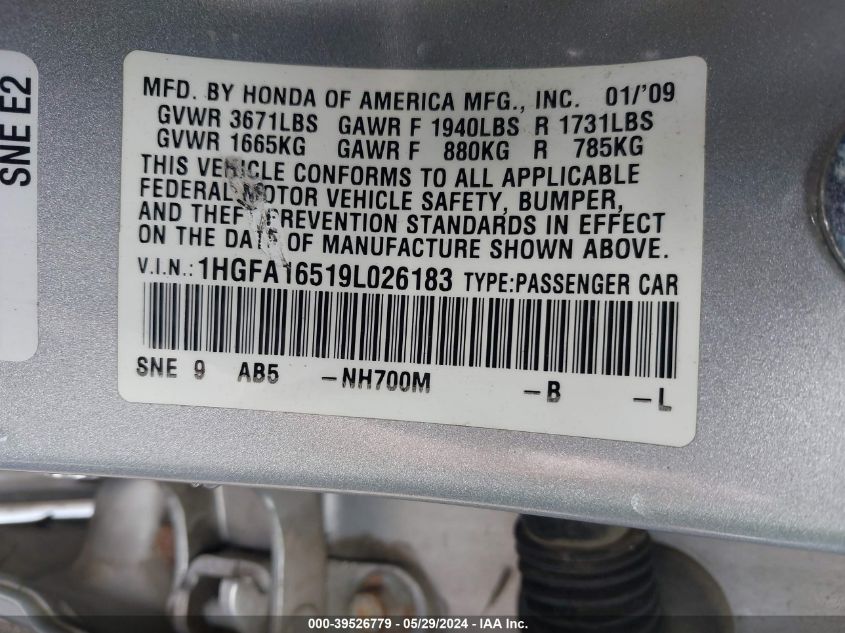 SNE E2
MFD. BY HONDA OF AMERICA MFG., INC. 01/'09
GVWR 3671LBS GAWR F 1940LBS R 1731LBS
GVWR 1665KG GAWR F 880KG R 785KG
THIS VEHICLE CONFORMS TO ALL APPLICABLE
FEDERAL MOTOR VEHICLE SAFETY, BUMPER,
AND THEFT PREVENTION STANDARDS IN EFFECT
ON THE DATE OF MANUFACTURE SHOWN ABOVE.
V.I.N.: 1HGFA16519L026183 TYPE:PASSENGER CAR
SNE 9 AB5 -NH700M -B -L
000-39526779 - 05/29/2024 - IAAI Inc.